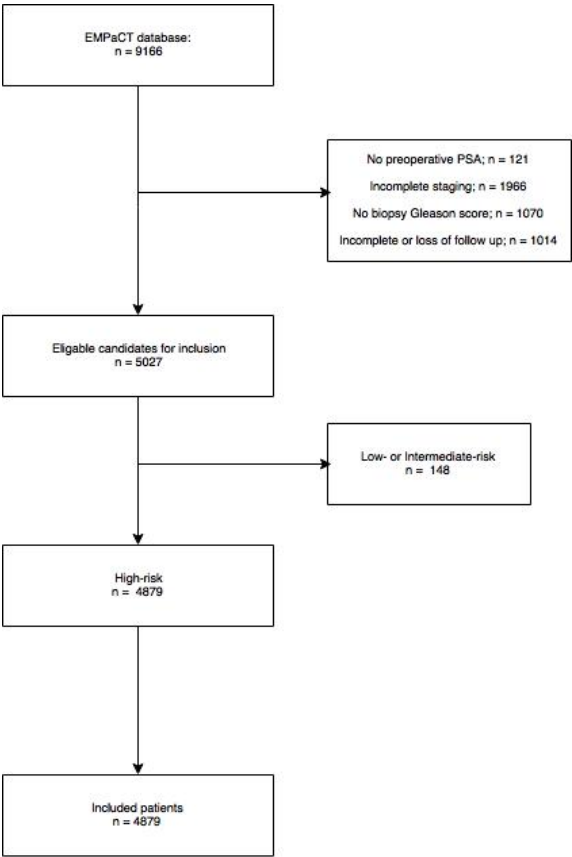 EMPaCT database:
n = 9166
No preoperative PSA; n = 121
Incomplete staging; n = 1966
No biopsy Gleason score; n = 1070
Incomplete or loss of follow up; n = 1014
Eligable candidates for inclusion
n = 5027
Low- or Intermediate-risk
n = 148
High-risk
n = 4879
Included patients
n = 4879